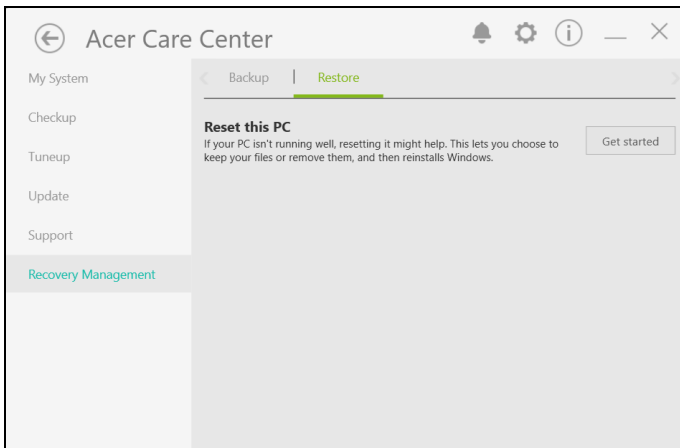 Acer Care Center
My System
Backup | Restore
Checkup
Reset this PC
If your PC isn't running well, resetting it might help. This lets you choose to
keep your files or remove them, and then reinstalls Windows.
Get started
Tuneup
Update
Support
Recovery Management